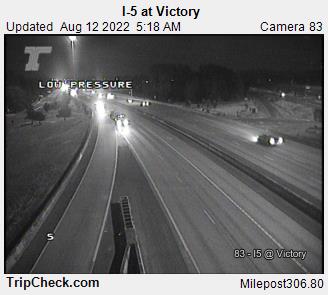 I-5 at Victory
Updated Aug 12 2022 5:18 AM Camera 83
T
LOW PRESSURE
S
83 - I5 @ Victory
TripCheck.com Milepost306.80